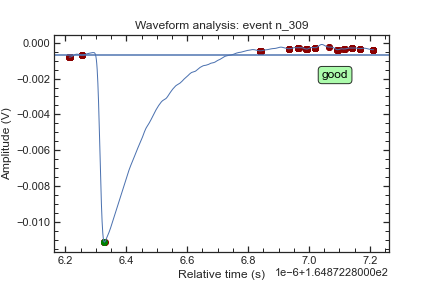 Waveform analysis: event n_309
0.000
−0.002
−0.004
−0.006
−0.008
−0.010
Amplitude (V)
good
6.2 6.4 6.6 6.8 7.0 7.2
Relative time (s) 1e-6+1.6487228000e2